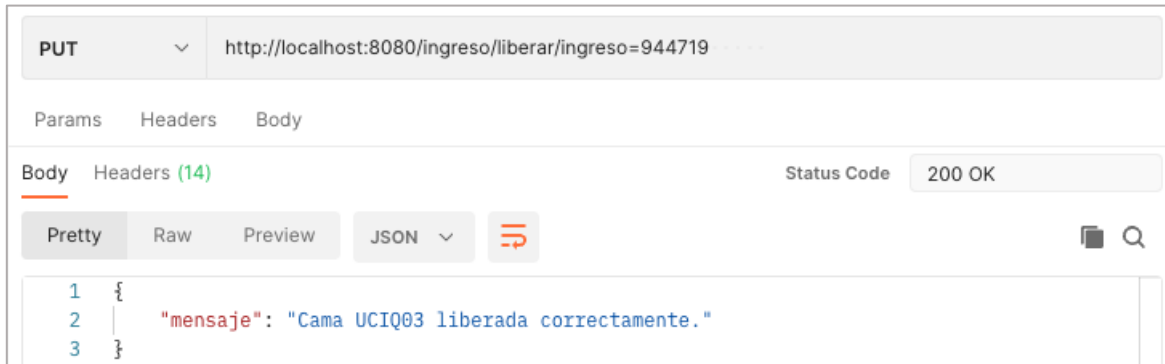 PUT http://localhost:8080/ingreso/liberar/ingreso=944719
Params Headers Body
Body Headers (14) Status Code 200 OK
Pretty Raw Preview JSON
1 {
2 "mensaje": "Cama UCIQ03 liberada correctamente."
3 }